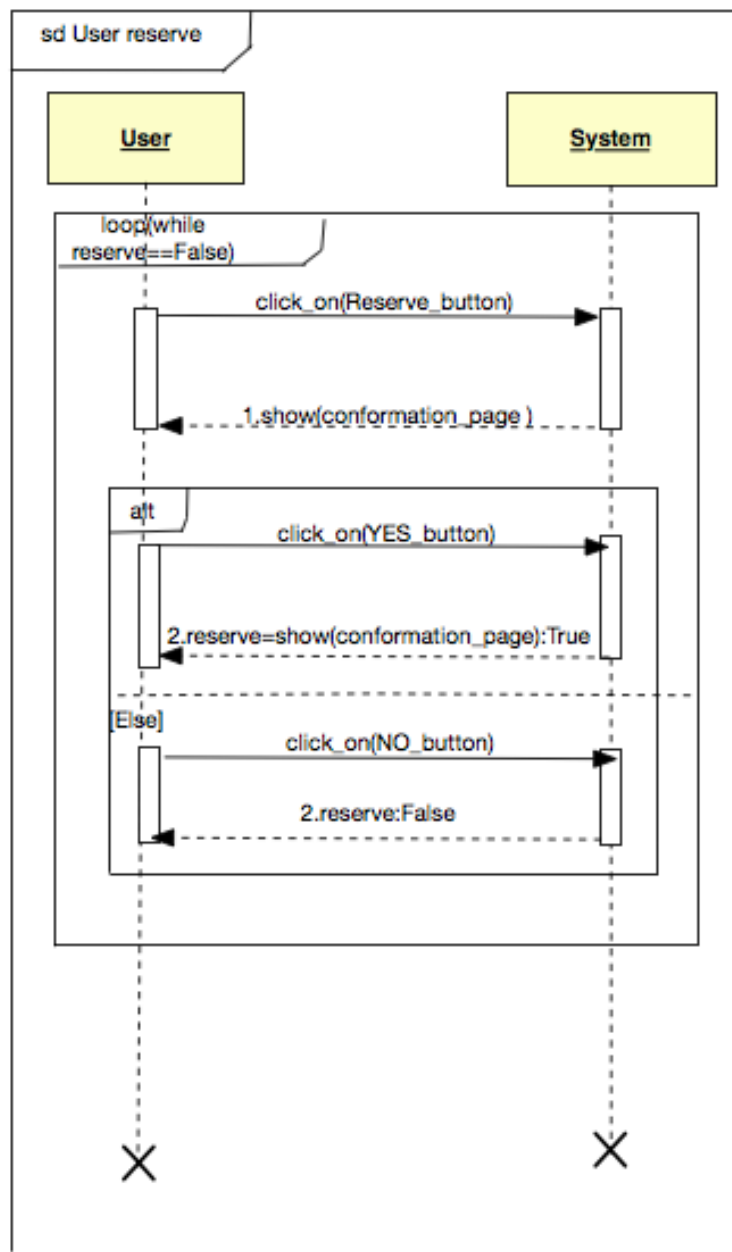 sd User reserve
User
System
loop(while
reserve==False)
click_on(Reserve_button)
1.show(conformation_page )
alt
click_on(YES_button)
2.reserve=show(conformation_page):True
[Else]
click_on(NO_button)
2.reserve:False